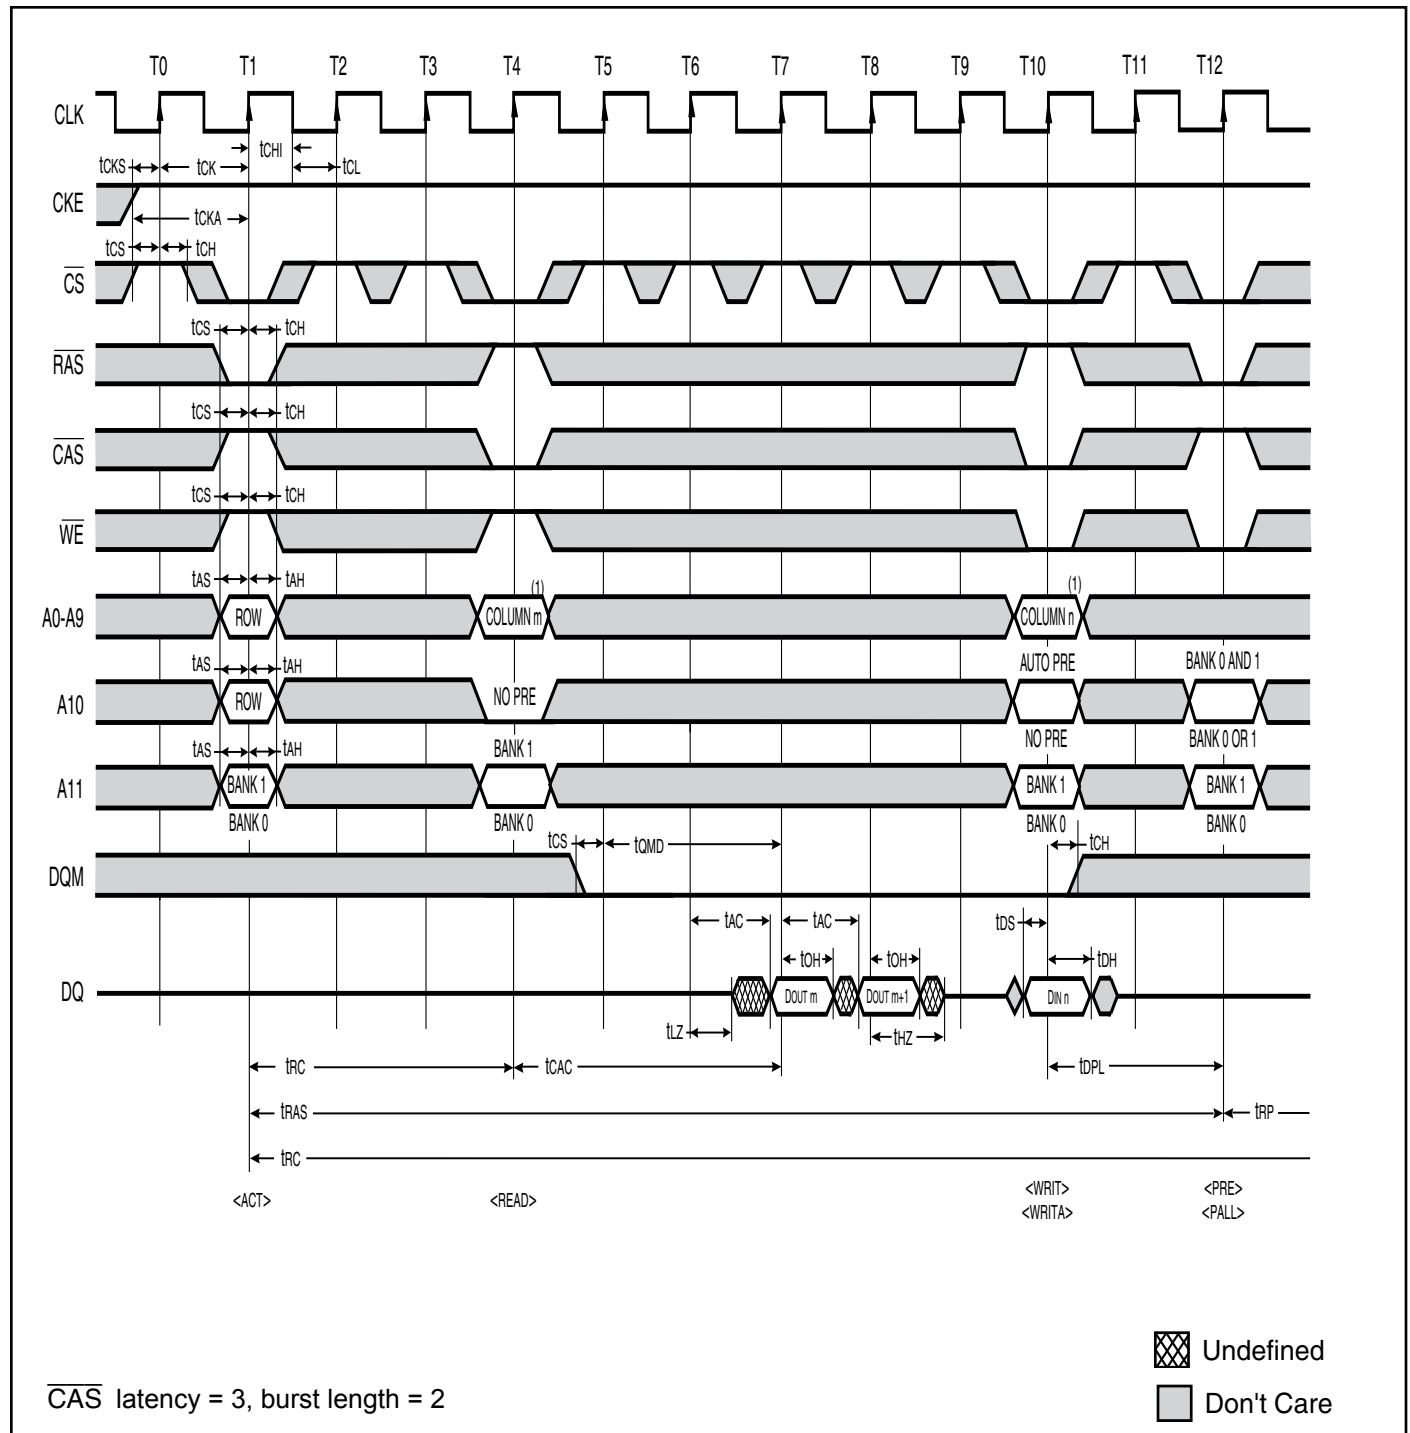 T0 T1 T2 T3 T4 T5 T6 T7 T8 T9 T10 T11 T12
CLK
tCHI
tCKS tCK tCL
CKE
tCKA
tCS tCH
CS
tCS tCH
RAS
tCS tCH
CAS
tCS tCH
WE
tAS tAH
(1) (1)
A0-A9 ROW COLUMN m COLUMN n
tAS tAH AUTO PRE BANK 0 AND 1
A10 ROW NO PRE
tAS tAH BANK 1 NO PRE BANK 0 OR 1
A11 BANK 1 BANK 1 BANK 1
BANK 0 BANK 0 BANK 0 BANK 0
tCS tQMD tCH
DQM
tAC tAC tDS
tOH tOH tDH
DQ DOUT m DOUT m+1 DIN n
tLZ tHZ
tRC tCAC tDPL
tRAS tRP
tRC
<ACT> <READ> <WRIT> <PRE>
<WRITA> <PALL>
Undefined
CAS latency = 3, burst length = 2 Don't Care